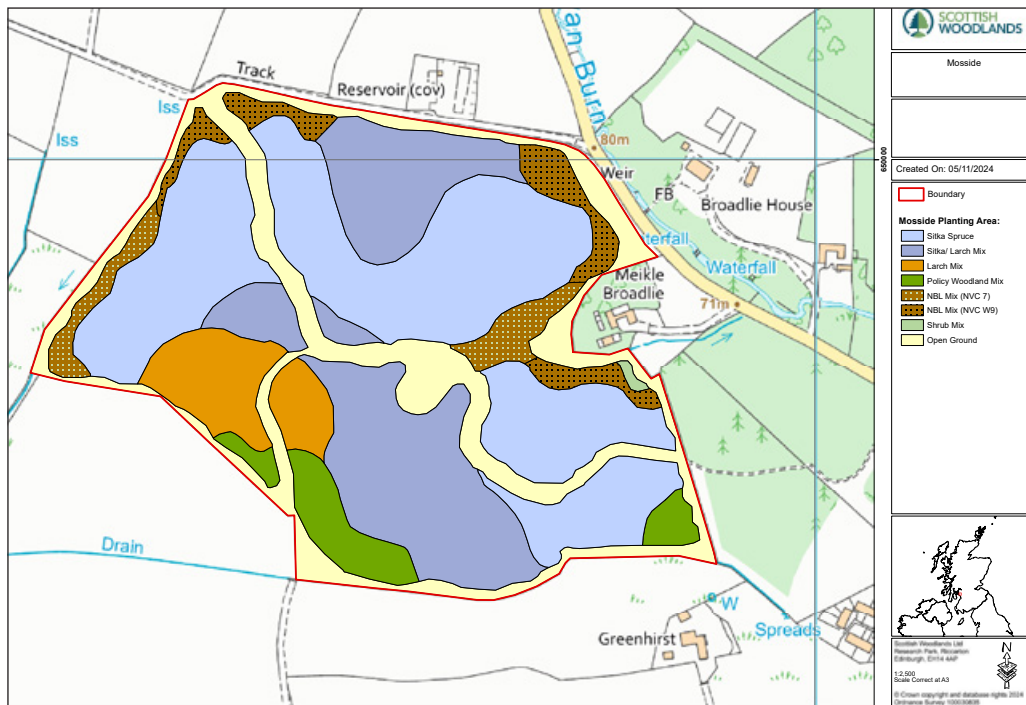 Track
Reservoir (cov)
Iss
Iss
an Burn
80m
Weir
FB
Broadlie House
terfall
Waterfall
Meikle
Broadlie
71m
Drain
W
Spreads
Greenhirst
650000
SCOTTISH
WOODLANDS
Mosside
Created On: 05/11/2024
Boundary
Mosside Planting Area:
Sitka Spruce
Sitka/ Larch Mix
Larch Mix
Policy Woodland Mix
NBL Mix (NVC 7)
NBL Mix (NVC W9)
Shrub Mix
Open Ground
Scottish Woodlands Ltd
Research Park, Riccarton
Edinburgh, EH14 4AP
N
1:2,500
Scale Correct at A3
© Crown copyright and database rights 2024
Ordnance Survey 100030835